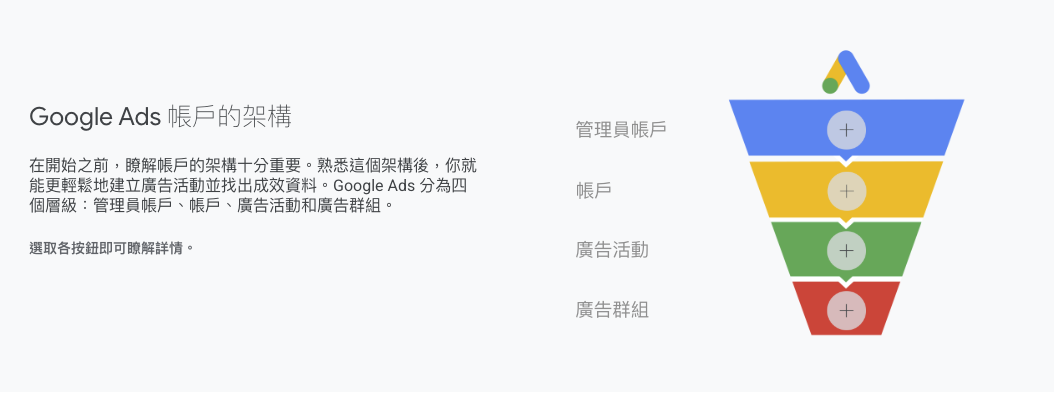 Google Ads 帳戶的架構
在開始之前，瞭解帳戶的架構十分重要。熟悉這個架構後，你就
能更輕鬆地建立廣告活動並找出成效資料。Google Ads 分為四
個層級：管理員帳戶、帳戶、廣告活動和廣告群組。
選取各按鈕即可瞭解詳情。
管理員帳戶
帳戶
廣告活動
廣告群組